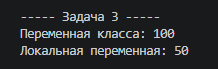 ----- Задача 3 -----
Переменная класса: 100
Локальная переменная: 50